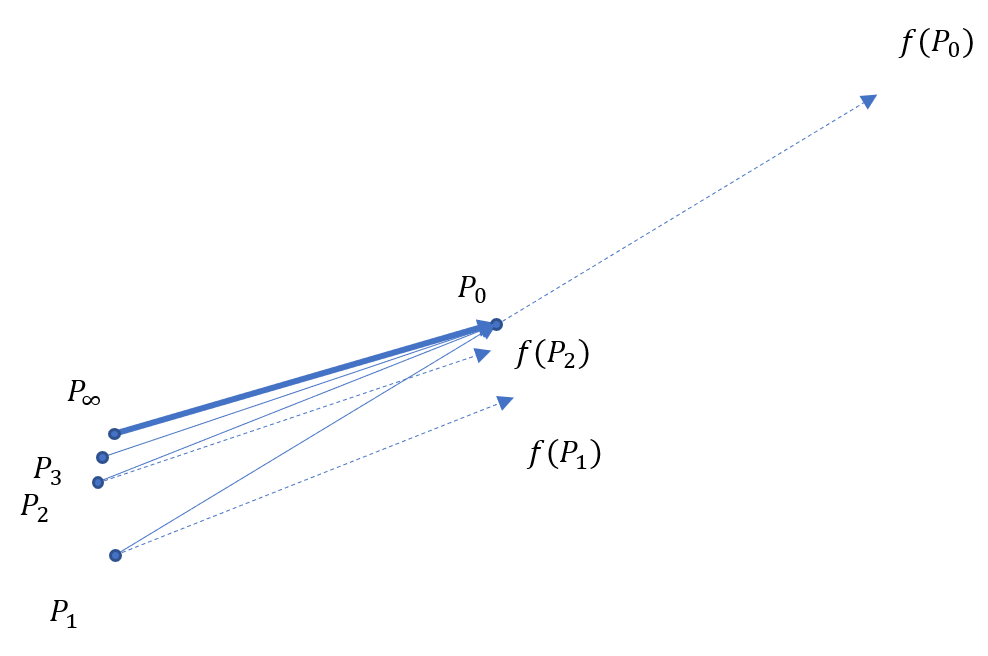 f(P₀)
P₀
f(P₂)
P∞
f(P₁)
P₃
P₂
P₁